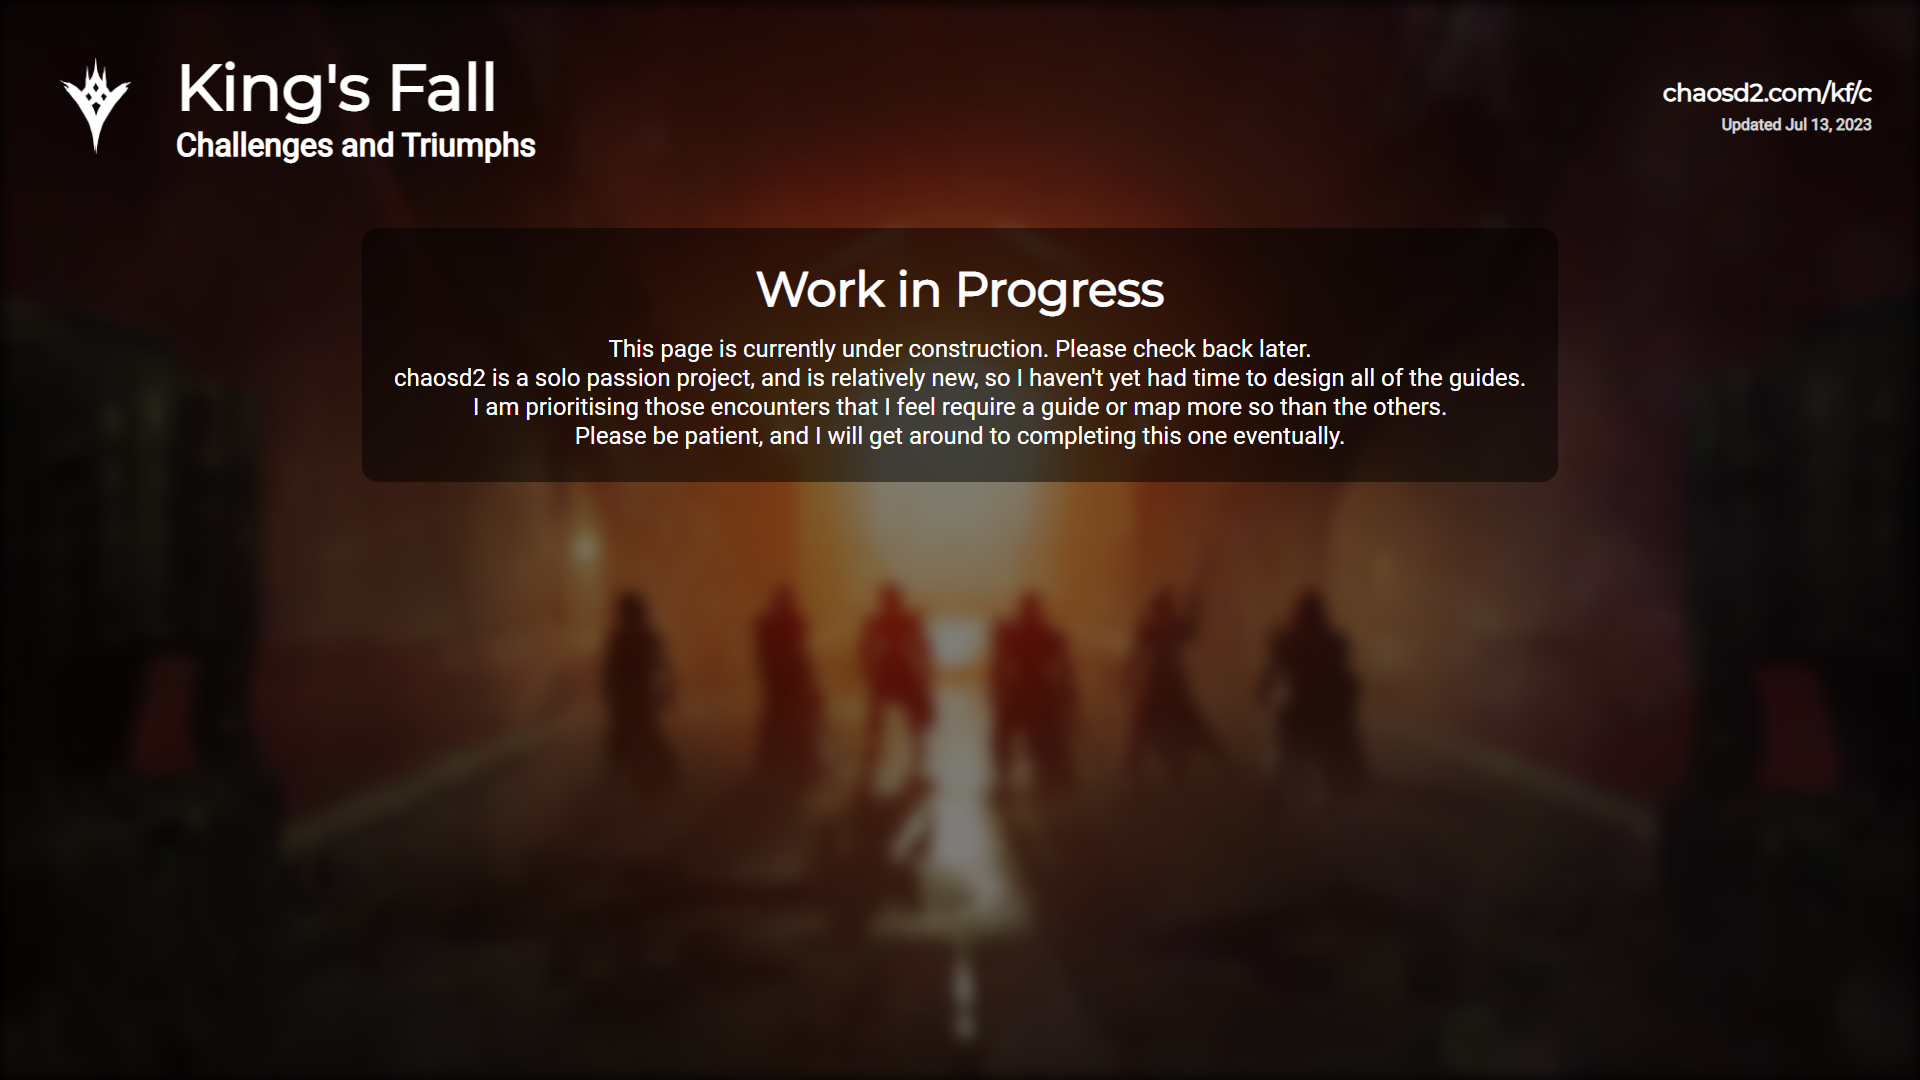 King's Fall
Challenges and Triumphs
chaosd2.com/kf/c
Updated Jul 13, 2023
Work in Progress
This page is currently under construction. Please check back later.
chaosd2 is a solo passion project, and is relatively new, so I haven't yet had time to design all of the guides.
I am prioritising those encounters that I feel require a guide or map more so than the others.
Please be patient, and I will get around to completing this one eventually.